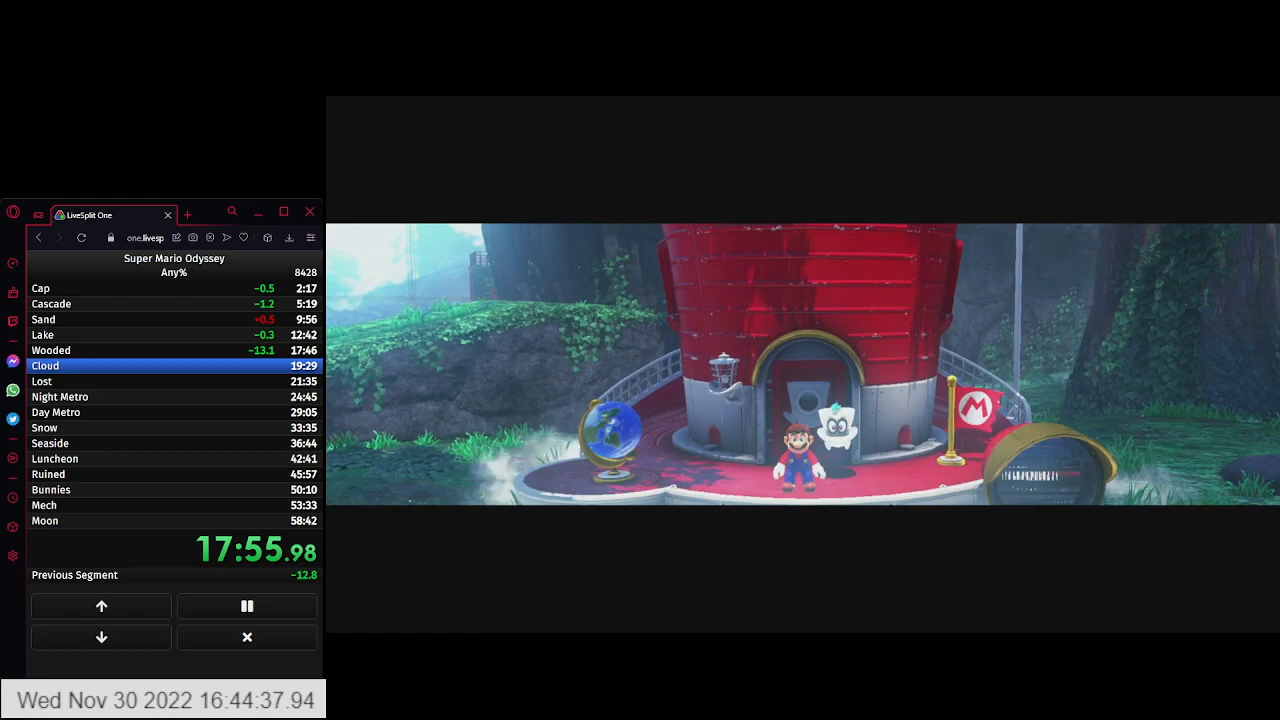 LiveSplit One
one.livesp
Super Mario Odyssey
Any% 8428
Cap −0.5 2:17
Cascade −1.2 5:19
Sand +0.5 9:56
Lake −0.3 12:42
Wooded −13.1 17:46
Cloud 19:29
Lost 21:35
Night Metro 24:45
Day Metro 29:05
Snow 33:35
Seaside 36:44
Luncheon 42:41
Ruined 45:57
Bunnies 50:10
Mech 53:33
Moon 58:42
17:55.98
Previous Segment −12.8
M
Wed Nov 30 2022 16:44:37.94